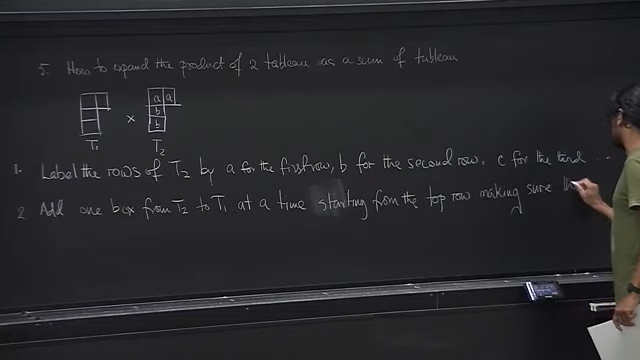 5. How to expand the product of 2 tableau as a sum of tableau
a a
b
b
x
T1
T2
1. Label the rows of T2 by a for the first row, b for the second row, c for the third ...
2 Add one box from T2 to T1 at a time starting from the top row making sure